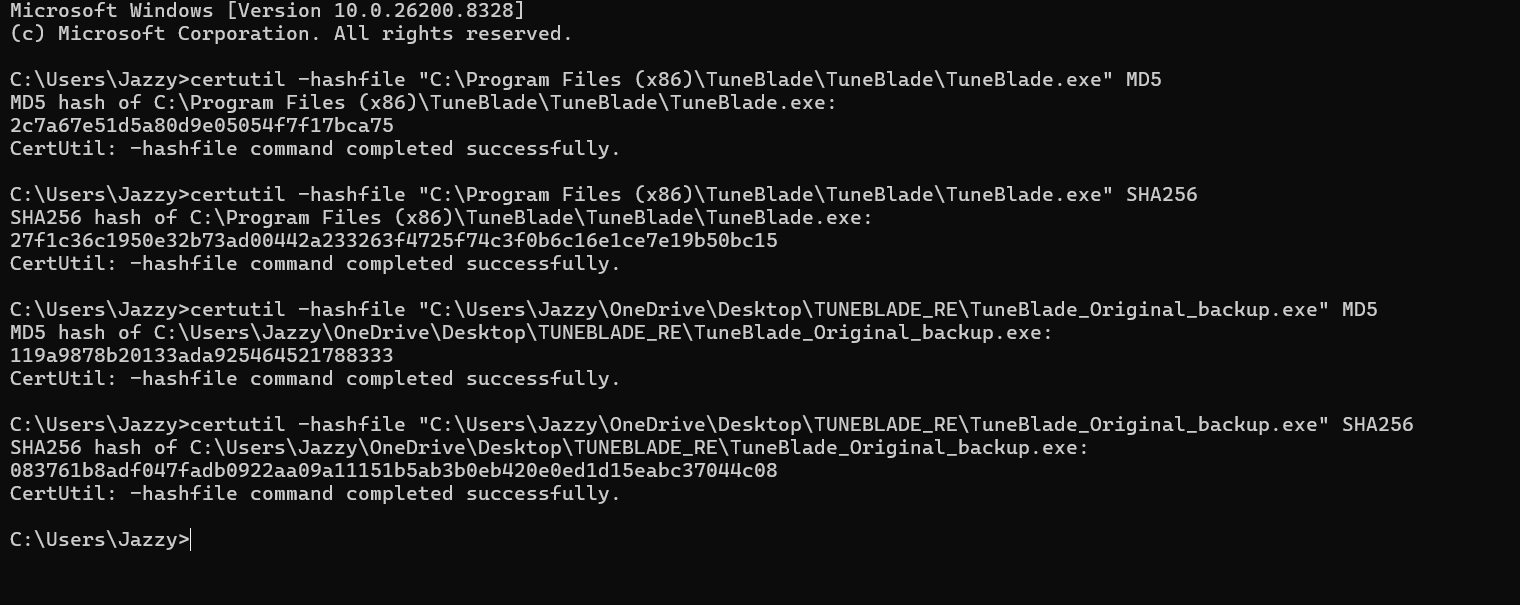 Microsoft Windows [Version 10.0.26200.8328]
(c) Microsoft Corporation. All rights reserved.
C:\Users\Jazzy>certutil -hashfile "C:\Program Files (x86)\TuneBlade\TuneBlade\TuneBlade.exe" MD5
MD5 hash of C:\Program Files (x86)\TuneBlade\TuneBlade\TuneBlade.exe:
2c7a67e51d5a80d9e05054f7f17bca75
CertUtil: -hashfile command completed successfully.
C:\Users\Jazzy>certutil -hashfile "C:\Program Files (x86)\TuneBlade\TuneBlade\TuneBlade.exe" SHA256
SHA256 hash of C:\Program Files (x86)\TuneBlade\TuneBlade\TuneBlade.exe:
27f1c36c1950e32b73ad00442a233263f4725f74c3f0b6c16e1ce7e19b50bc15
CertUtil: -hashfile command completed successfully.
C:\Users\Jazzy>certutil -hashfile "C:\Users\Jazzy\OneDrive\Desktop\TUNEBLADE_RE\TuneBlade_Original_backup.exe" MD5
MD5 hash of C:\Users\Jazzy\OneDrive\Desktop\TUNEBLADE_RE\TuneBlade_Original_backup.exe:
119a9878b20133ada925464521788333
CertUtil: -hashfile command completed successfully.
C:\Users\Jazzy>certutil -hashfile "C:\Users\Jazzy\OneDrive\Desktop\TUNEBLADE_RE\TuneBlade_Original_backup.exe" SHA256
SHA256 hash of C:\Users\Jazzy\OneDrive\Desktop\TUNEBLADE_RE\TuneBlade_Original_backup.exe:
083761b8adf047fadb0922aa09a11151b5ab3b0eb420e0ed1d15eabc37044c08
CertUtil: -hashfile command completed successfully.
C:\Users\Jazzy>